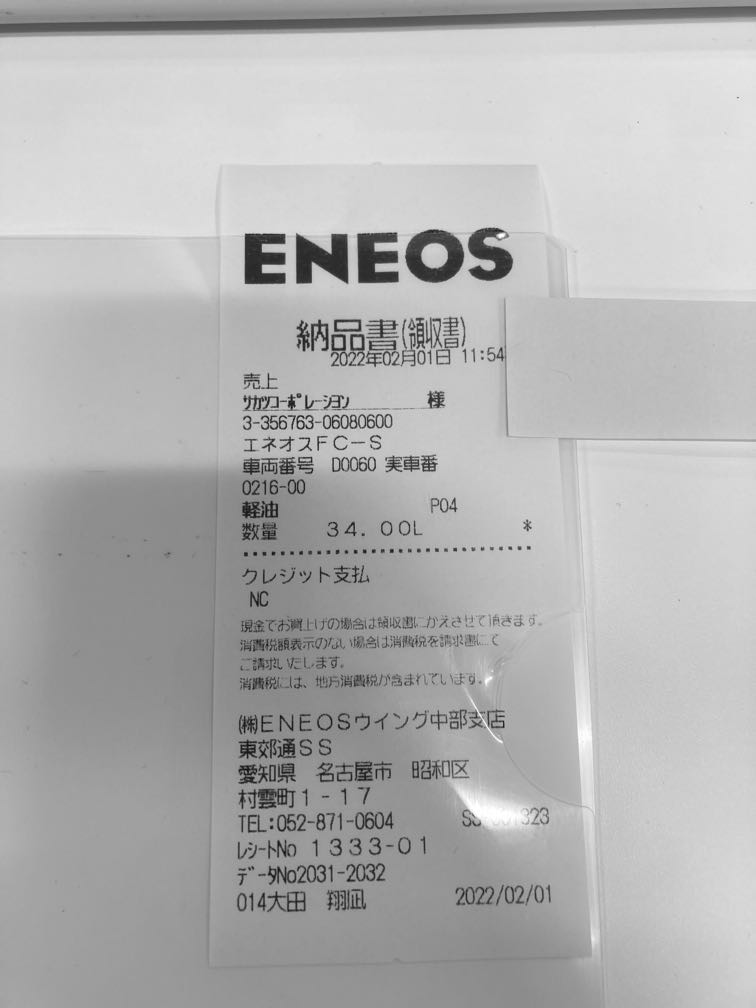 ENEOS
納品書(領収書)
2022年02月01日 11:54
売上
サカツコーポレーション 様
3-356763-06080600
エネオスFC-S
車両番号 D0060 実車番
0216-00
軽油 P04
数量 34.00L *
クレジット支払
NC
現金でお買上げの場合は領収書にかえさせて頂きます。
消費税額表示のない場合は消費税を請求書にて
ご請求いたします。
消費税には、地方消費税が含まれています。
(株)ENEOSウイング中部支店
東郊通SS
愛知県 名古屋市 昭和区
村雲町1-17
TEL:052-871-0604
レシートNo 1333-01
データNo2031-2032
014大田 翔凪 2022/02/01